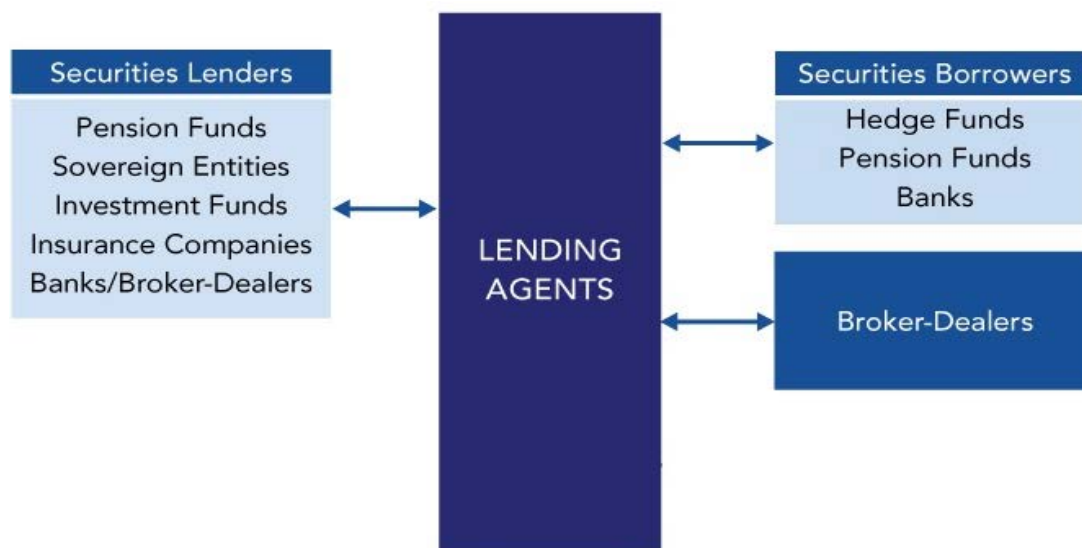 Securities Lenders
Pension Funds
Sovereign Entities
Investment Funds
Insurance Companies
Banks/Broker-Dealers
LENDING
AGENTS
Securities Borrowers
Hedge Funds
Pension Funds
Banks
Broker-Dealers